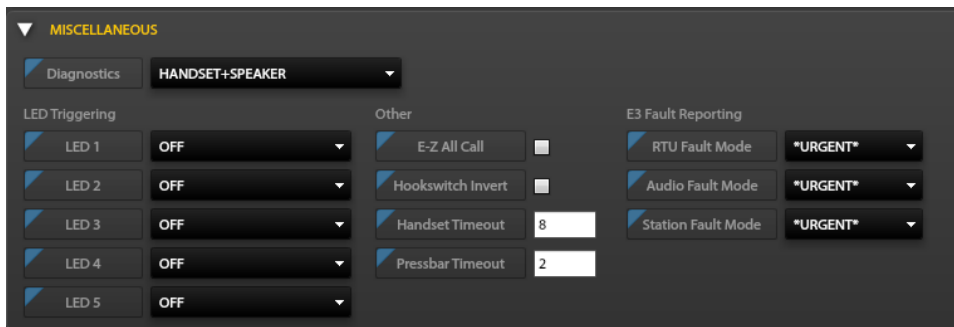 MISCELLANEOUS
Diagnostics HANDSET+SPEAKER
LED Triggering Other E3 Fault Reporting
LED 1 OFF E-Z All Call RTU Fault Mode *URGENT*
LED 2 OFF Hookswitch Invert Audio Fault Mode *URGENT*
LED 3 OFF Handset Timeout 8 Station Fault Mode *URGENT*
LED 4 OFF Pressbar Timeout 2
LED 5 OFF